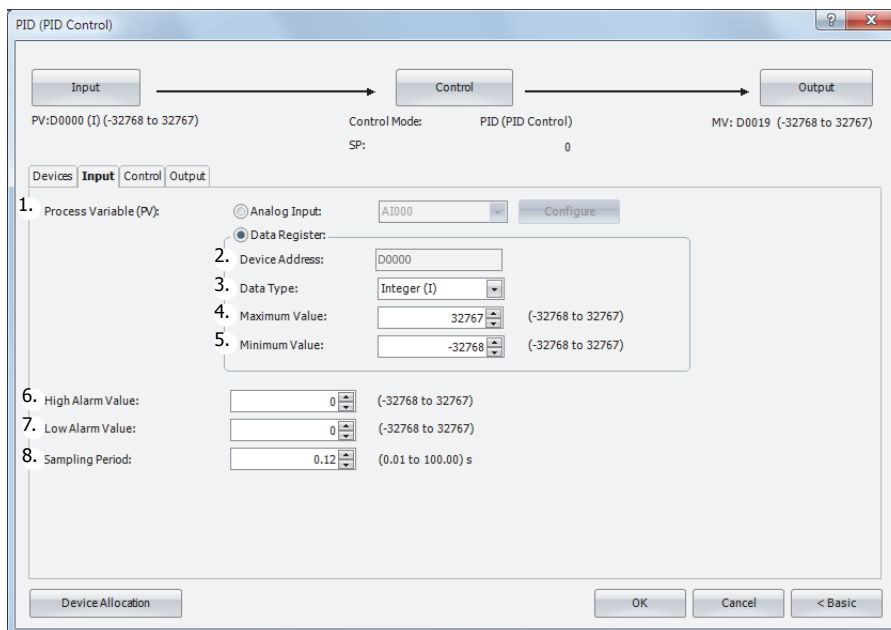 PID (PID Control)
Input Control Output
PV:D0000 (I) (-32768 to 32767) Control Mode: PID (PID Control) MV: D0019 (-32768 to 32767)
SP: 0
Devices Input Control Output
1. Process Variable (PV): Analog Input: AI000 Configure
Data Register:
2. Device Address: D0000
3. Data Type: Integer (I)
4. Maximum Value: 32767 (-32768 to 32767)
5. Minimum Value: -32768 (-32768 to 32767)
6. High Alarm Value: 0 (-32768 to 32767)
7. Low Alarm Value: 0 (-32768 to 32767)
8. Sampling Period: 0.12 (0.01 to 100.00) s
Device Allocation OK Cancel < Basic